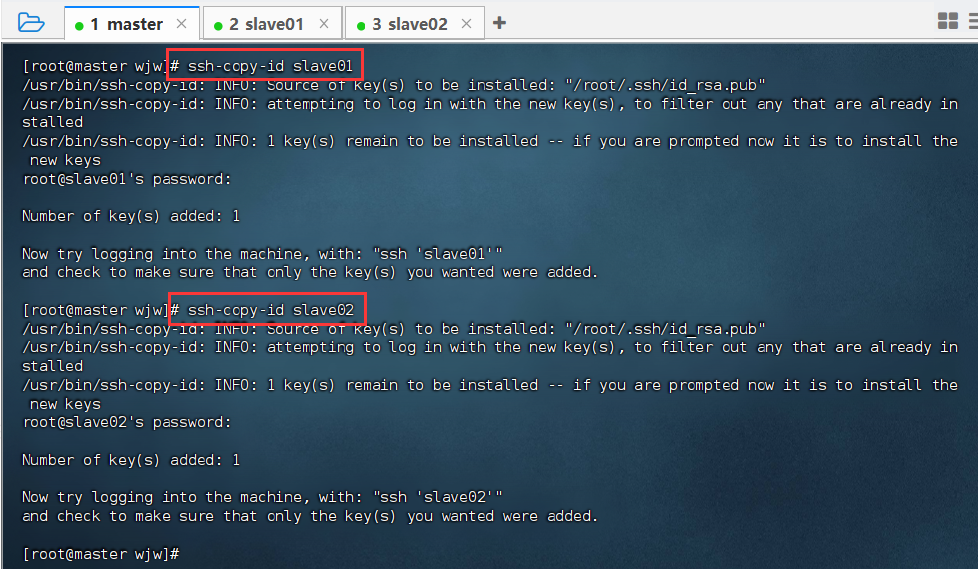 1 master × 2 slave01 × 3 slave02 × +
[root@master wjw]# ssh-copy-id slave01
/usr/bin/ssh-copy-id: INFO: Source of key(s) to be installed: "/root/.ssh/id_rsa.pub"
/usr/bin/ssh-copy-id: INFO: attempting to log in with the new key(s), to filter out any that are already in
stalled
/usr/bin/ssh-copy-id: INFO: 1 key(s) remain to be installed -- if you are prompted now it is to install the
 new keys
root@slave01's password:
Number of key(s) added: 1
Now try logging into the machine, with: "ssh 'slave01'"
and check to make sure that only the key(s) you wanted were added.
[root@master wjw]# ssh-copy-id slave02
/usr/bin/ssh-copy-id: INFO: Source of key(s) to be installed: "/root/.ssh/id_rsa.pub"
/usr/bin/ssh-copy-id: INFO: attempting to log in with the new key(s), to filter out any that are already in
stalled
/usr/bin/ssh-copy-id: INFO: 1 key(s) remain to be installed -- if you are prompted now it is to install the
 new keys
root@slave02's password:
Number of key(s) added: 1
Now try logging into the machine, with: "ssh 'slave02'"
and check to make sure that only the key(s) you wanted were added.
[root@master wjw]#